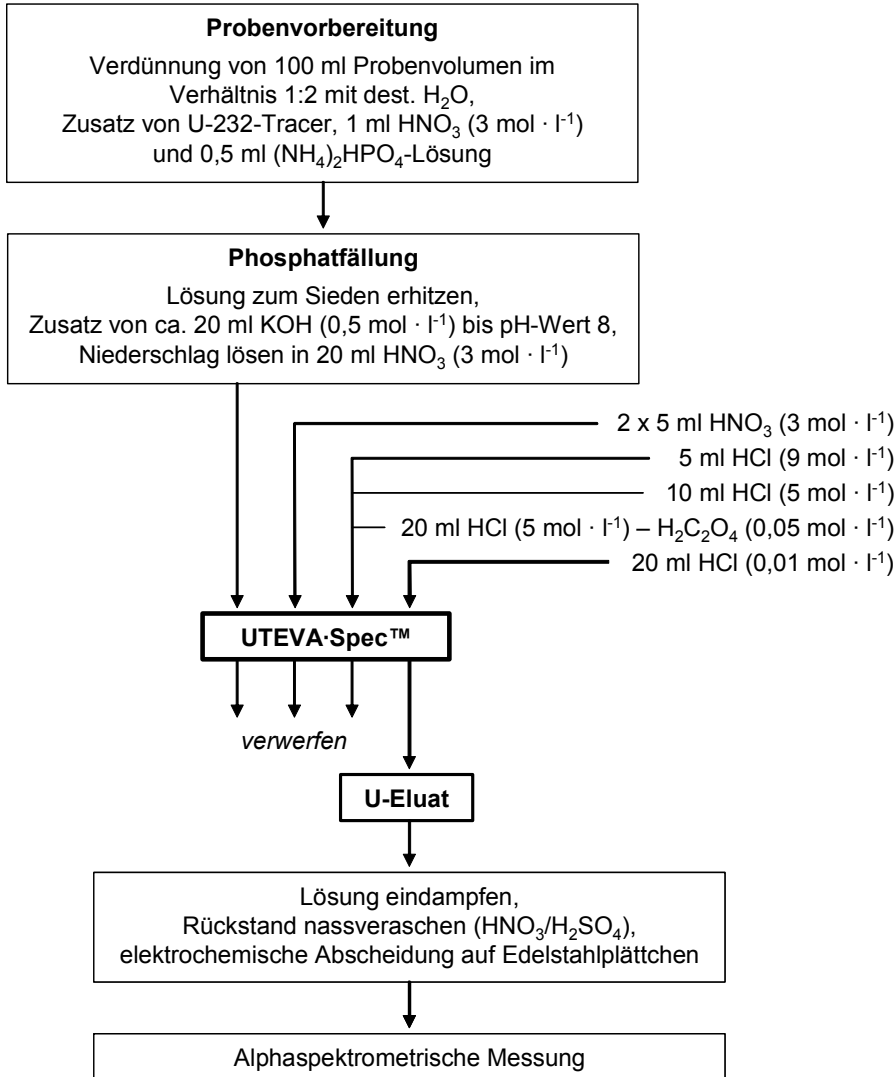 Probenvorbereitung
Verdünnung von 100 ml Probenvolumen im
Verhältnis 1:2 mit dest. H₂O,
Zusatz von U-232-Tracer, 1 ml HNO₃ (3 mol · l⁻¹)
und 0,5 ml (NH₄)₂HPO₄-Lösung
Phosphatfällung
Lösung zum Sieden erhitzen,
Zusatz von ca. 20 ml KOH (0,5 mol · l⁻¹) bis pH-Wert 8,
Niederschlag lösen in 20 ml HNO₃ (3 mol · l⁻¹)
2 x 5 ml HNO₃ (3 mol · l⁻¹)
5 ml HCl (9 mol · l⁻¹)
10 ml HCl (5 mol · l⁻¹)
20 ml HCl (5 mol · l⁻¹) – H₂C₂O₄ (0,05 mol · l⁻¹)
20 ml HCl (0,01 mol · l⁻¹)
UTEVA·Spec™
verwerfen
U-Eluat
Lösung eindampfen,
Rückstand nassveraschen (HNO₃/H₂SO₄),
elektrochemische Abscheidung auf Edelstahlplättchen
Alphaspektrometrische Messung